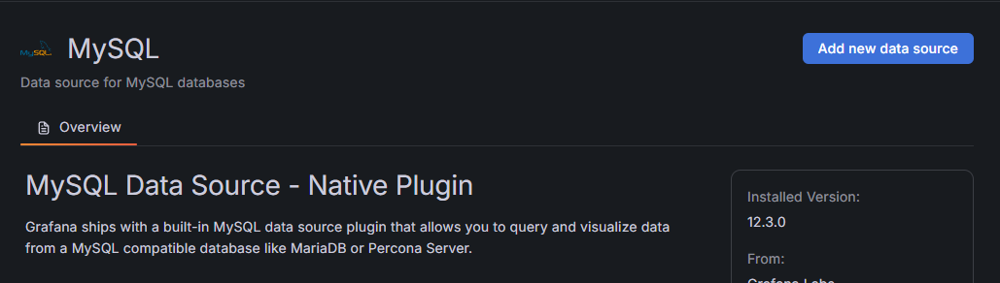 MySQL
MySQL
Add new data source
Data source for MySQL databases
Overview
MySQL Data Source - Native Plugin
Grafana ships with a built-in MySQL data source plugin that allows you to query and visualize data
from a MySQL compatible database like MariaDB or Percona Server.
Installed Version:
12.3.0
From:
Grafana Labs